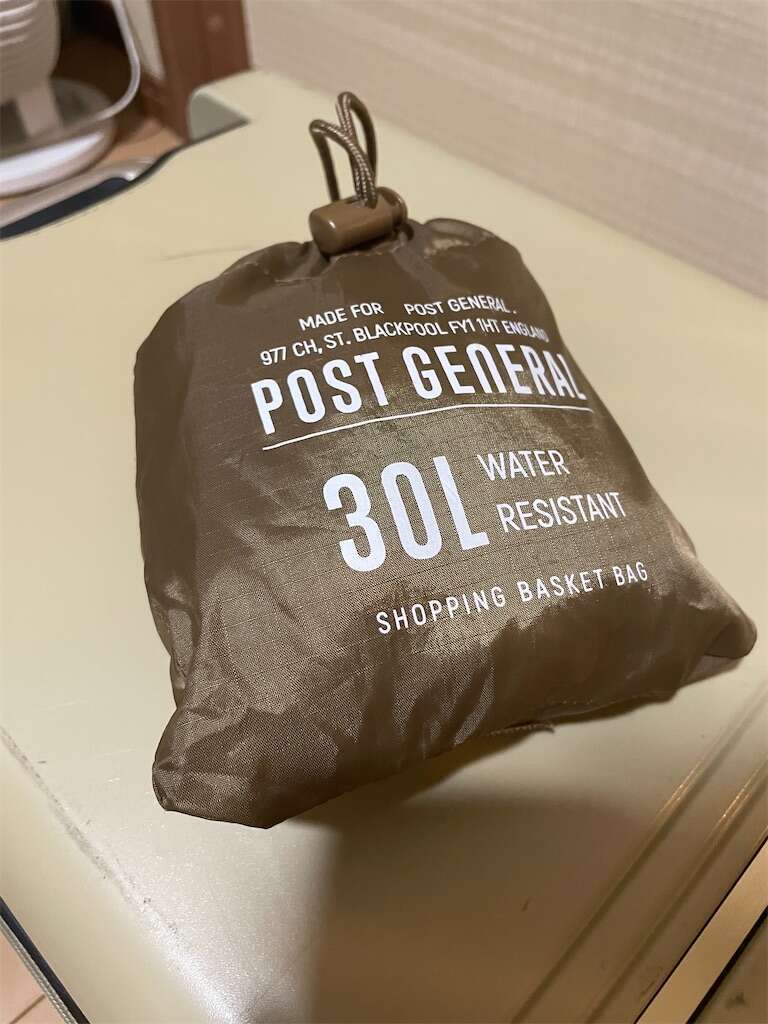 MADE FOR POST GENERAL.
977 CH, ST. BLACKPOOL FY1 1HT ENGLAND
POST GENERAL
30L WATER
RESISTANT
SHOPPING BASKET BAG